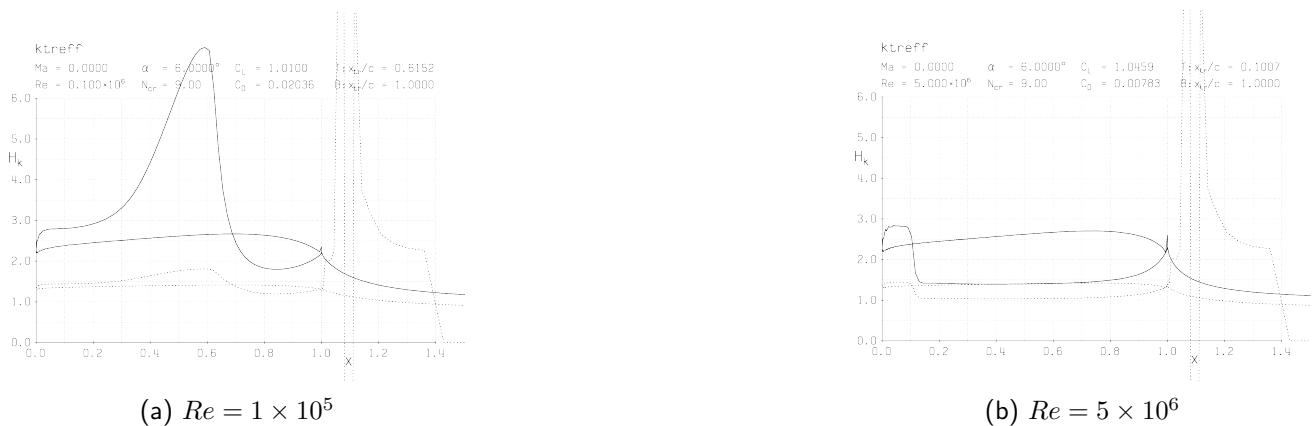 ktreff
Ma = 0.0000 α = 6.0000° C_L = 1.0100 T:x_tr/c = 0.6152
Re = 0.100•10⁶ N_cr = 9.00 C_D = 0.02036 B:x_tr/c = 1.0000
6.0
5.0
H_k
4.0
3.0
2.0
1.0
0.0
0.0 0.2 0.4 0.6 0.8 1.0 1.2 1.4
X
(a) Re = 1 × 10⁵
ktreff
Ma = 0.0000 α = 6.0000° C_L = 1.0459 T:x_tr/c = 0.1007
Re = 5.000•10⁶ N_cr = 9.00 C_D = 0.00783 B:x_tr/c = 1.0000
6.0
5.0
H_k
4.0
3.0
2.0
1.0
0.0
0.0 0.2 0.4 0.6 0.8 1.0 1.2 1.4
X
(b) Re = 5 × 10⁶